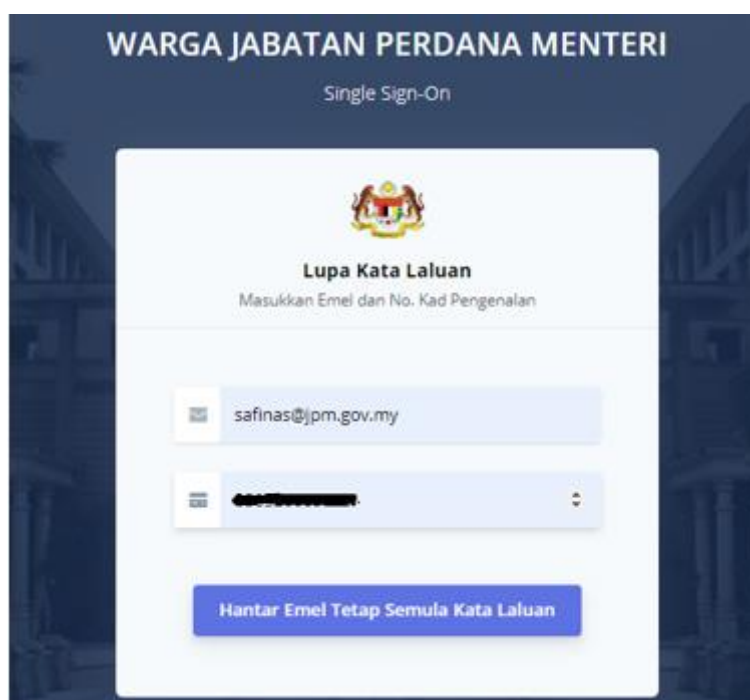 WARGA JABATAN PERDANA MENTERI
Single Sign-On
Lupa Kata Laluan
Masukkan Emel dan No. Kad Pengenalan
safinas@jpm.gov.my
Hantar Emel Tetap Semula Kata Laluan